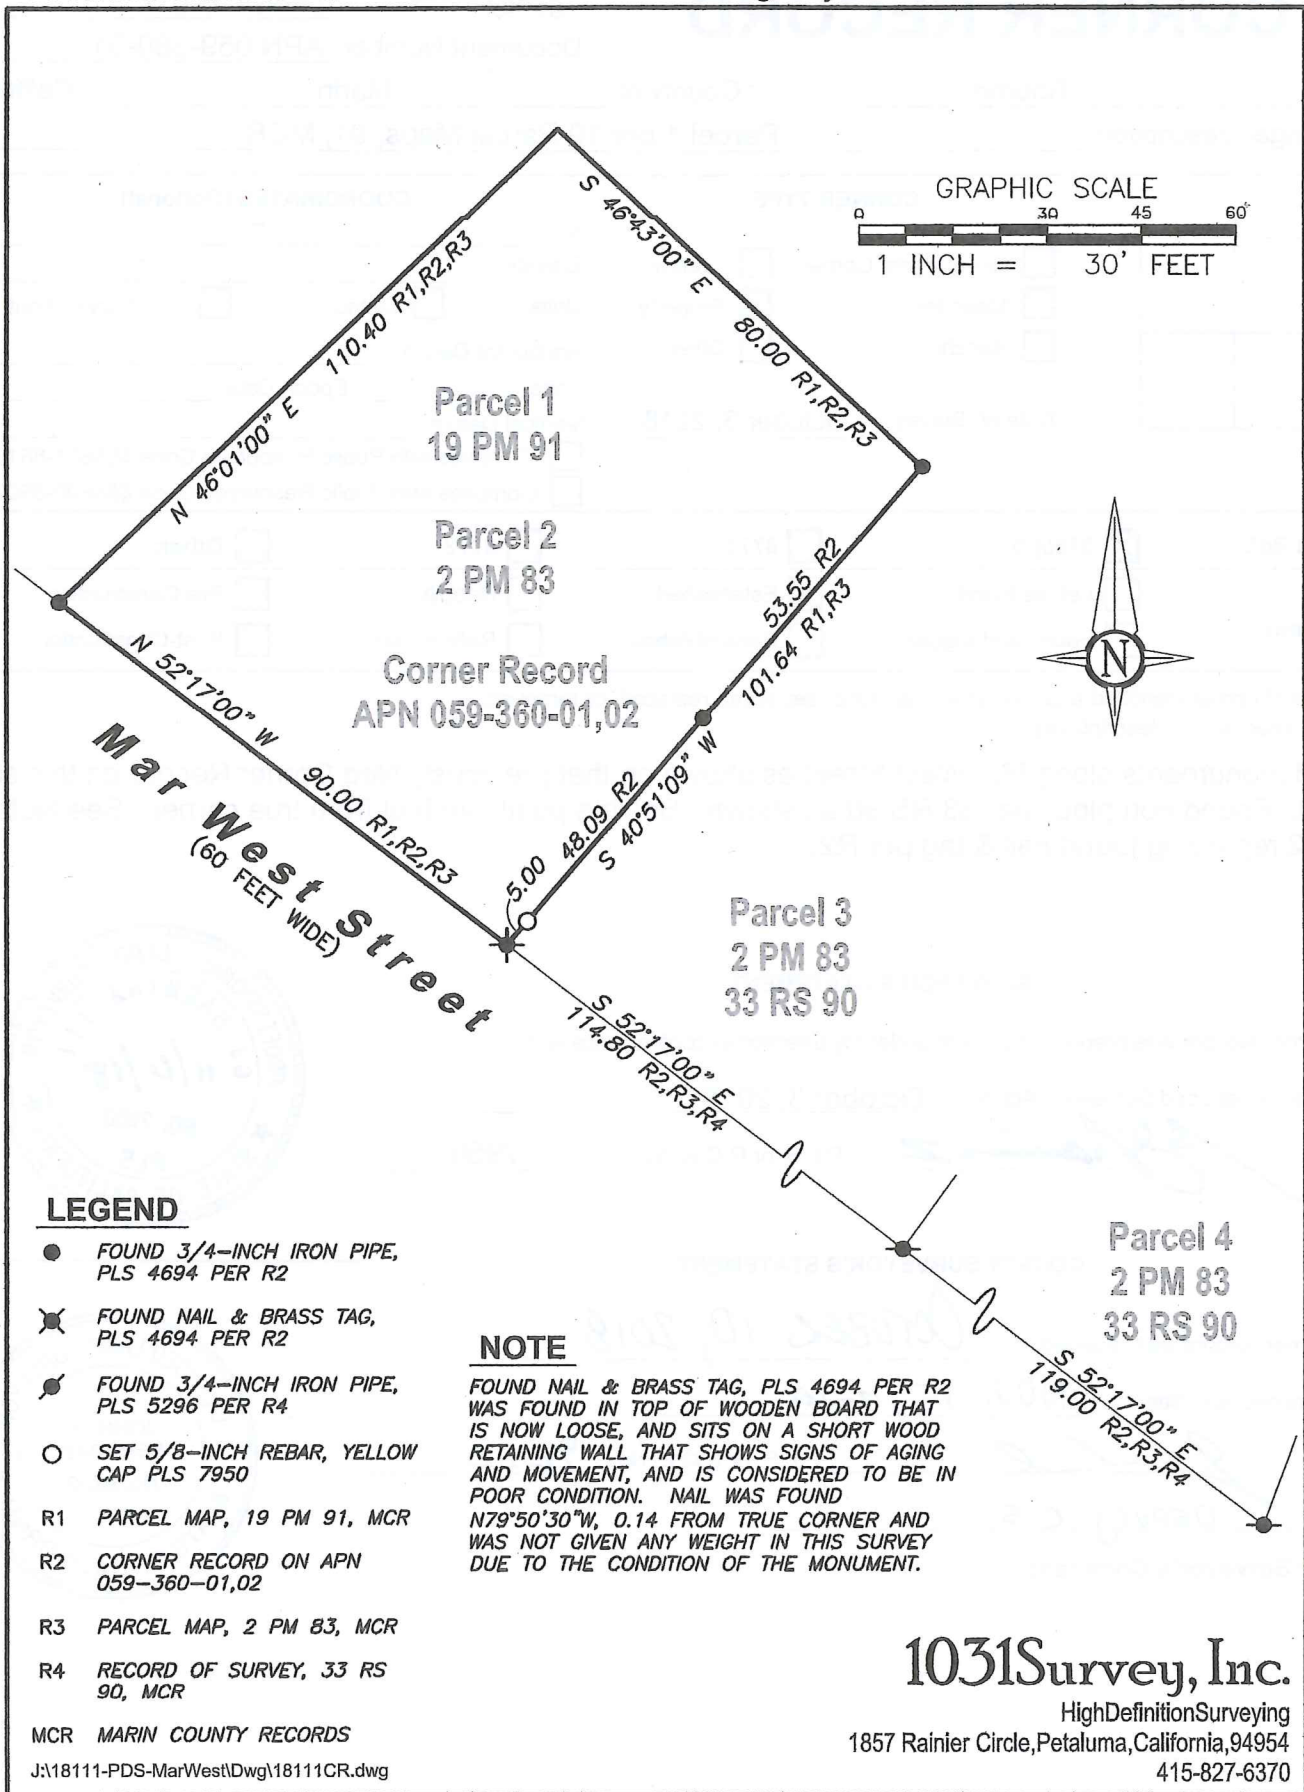 GRAPHIC SCALE
0 30 45 60
1 INCH = 30' FEET
S 46°43'00" E 80.00 R1,R2,R3
N 46°01'00" E 110.40 R1,R2,R3
Parcel 1
19 PM 91
Parcel 2
2 PM 83
Corner Record
APN 059-360-01,02
53.55 R2
101.64 R1,R3
N
N 52°17'00" W 90.00 R1,R2,R3
Mar West Street
(60 FEET WIDE)
5.00 48.09 R2
S 40°51'09" W
Parcel 3
2 PM 83
33 RS 90
S 52°17'00" E
114.80 R2,R3,R4
Parcel 4
2 PM 83
33 RS 90
S 52°17'00" E
119.00 R2,R3,R4
LEGEND
FOUND 3/4-INCH IRON PIPE,
PLS 4694 PER R2
FOUND NAIL & BRASS TAG,
PLS 4694 PER R2
FOUND 3/4-INCH IRON PIPE,
PLS 5296 PER R4
SET 5/8-INCH REBAR, YELLOW
CAP PLS 7950
R1 PARCEL MAP, 19 PM 91, MCR
R2 CORNER RECORD ON APN
059-360-01,02
R3 PARCEL MAP, 2 PM 83, MCR
R4 RECORD OF SURVEY, 33 RS
90, MCR
MCR MARIN COUNTY RECORDS
J:\18111-PDS-MarWest\Dwg\18111CR.dwg
NOTE
FOUND NAIL & BRASS TAG, PLS 4694 PER R2
WAS FOUND IN TOP OF WOODEN BOARD THAT
IS NOW LOOSE, AND SITS ON A SHORT WOOD
RETAINING WALL THAT SHOWS SIGNS OF AGING
AND MOVEMENT, AND IS CONSIDERED TO BE IN
POOR CONDITION. NAIL WAS FOUND
N79°50'30"W, 0.14 FROM TRUE CORNER AND
WAS NOT GIVEN ANY WEIGHT IN THIS SURVEY
DUE TO THE CONDITION OF THE MONUMENT.
1031Survey, Inc.
HighDefinitionSurveying
1857 Rainier Circle,Petaluma,California,94954
415-827-6370